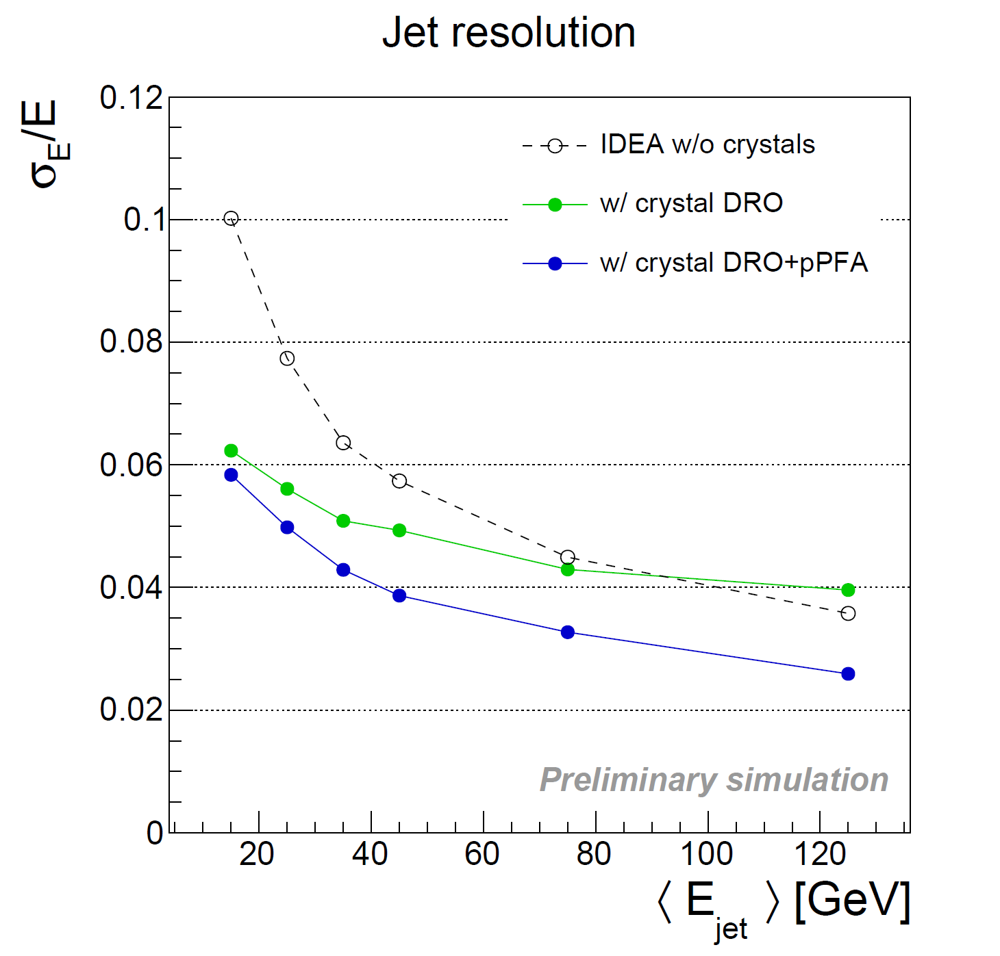 Jet resolution
σE/E
0.12
0.1
0.08
0.06
0.04
0.02
0
IDEA w/o crystals
w/ crystal DRO
w/ crystal DRO+pPFA
Preliminary simulation
20 40 60 80 100 120
⟨ Ejet ⟩ [GeV]